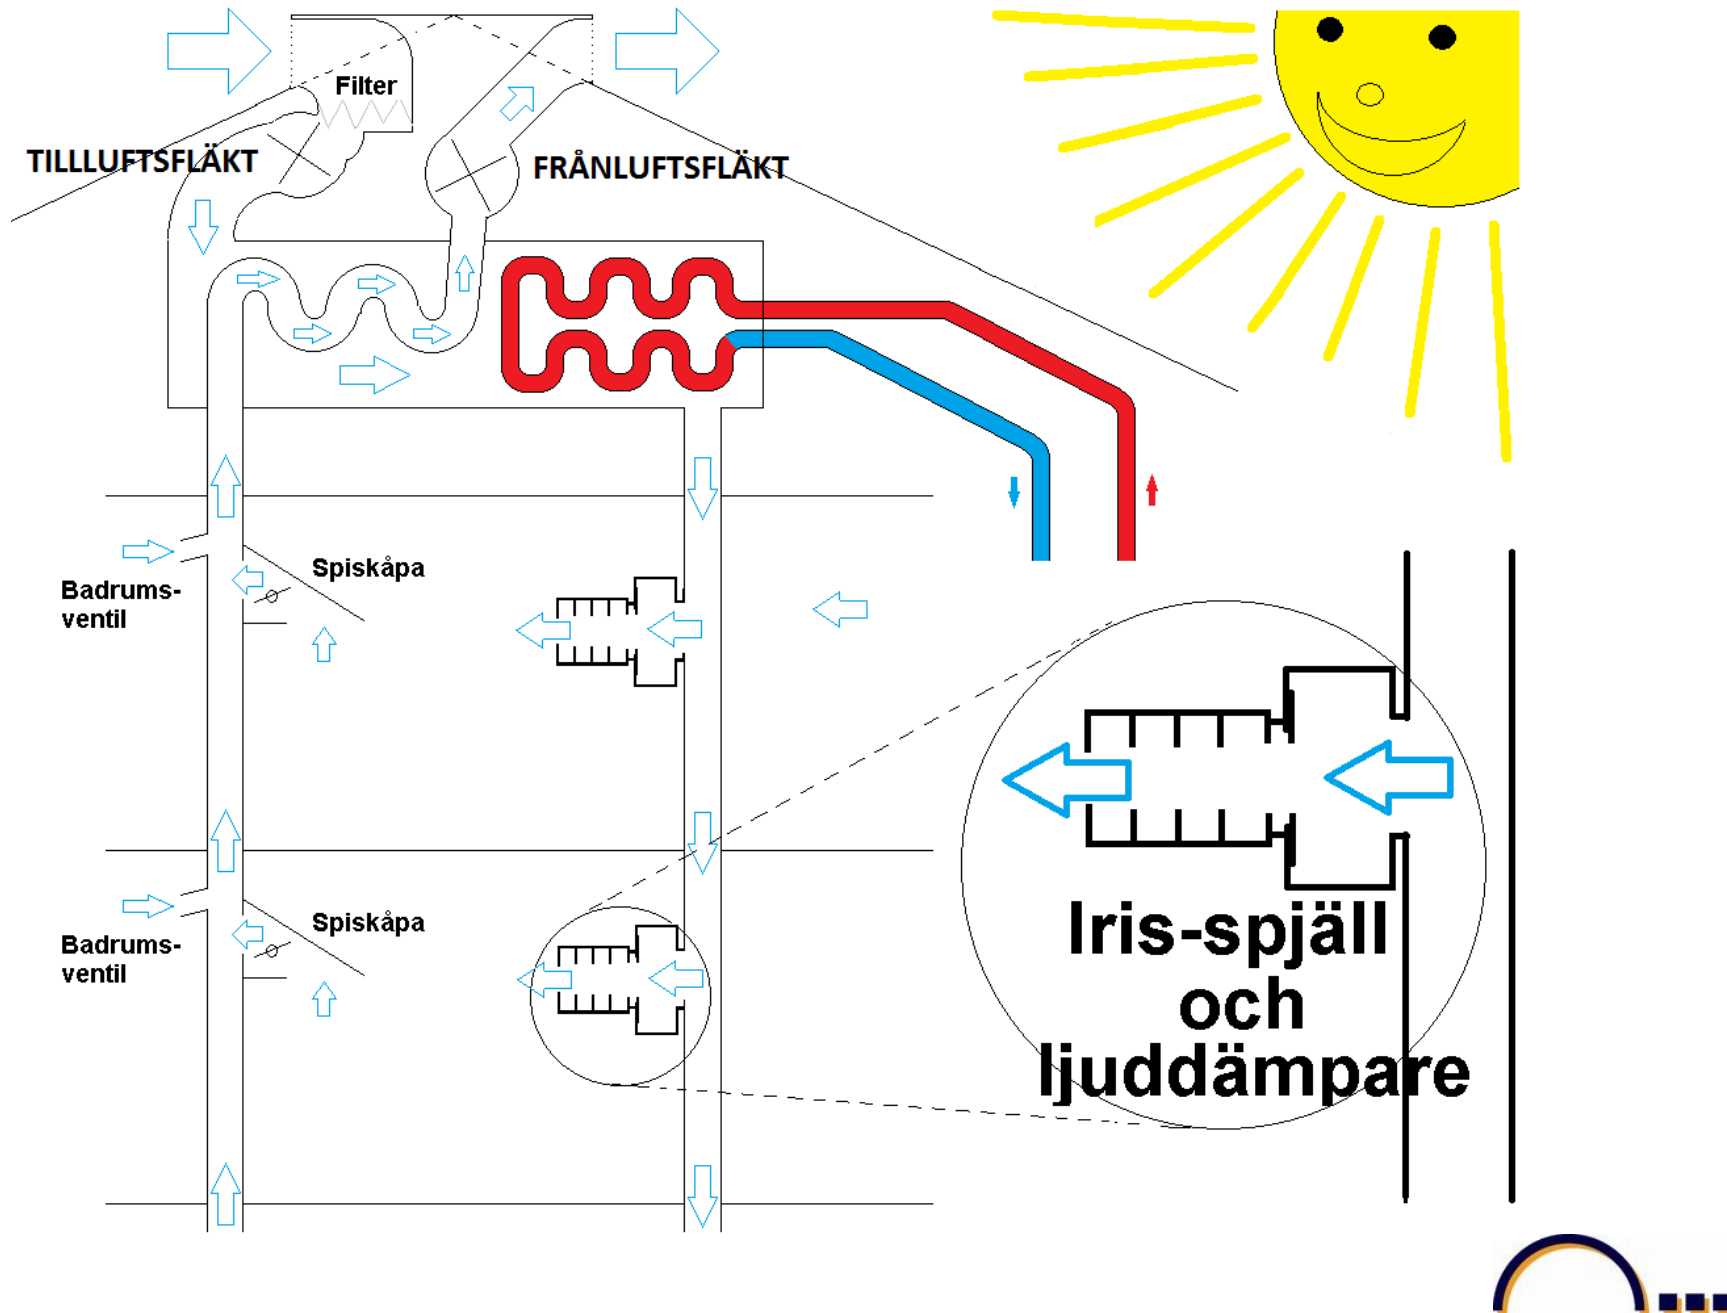 Filter
TILLLUFTSFLÄKT
FRÅNLUFTSFLÄKT
Spiskåpa
Badrums-
ventil
Spiskåpa
Badrums-
ventil
Iris-spjäll
och
ljuddämpare